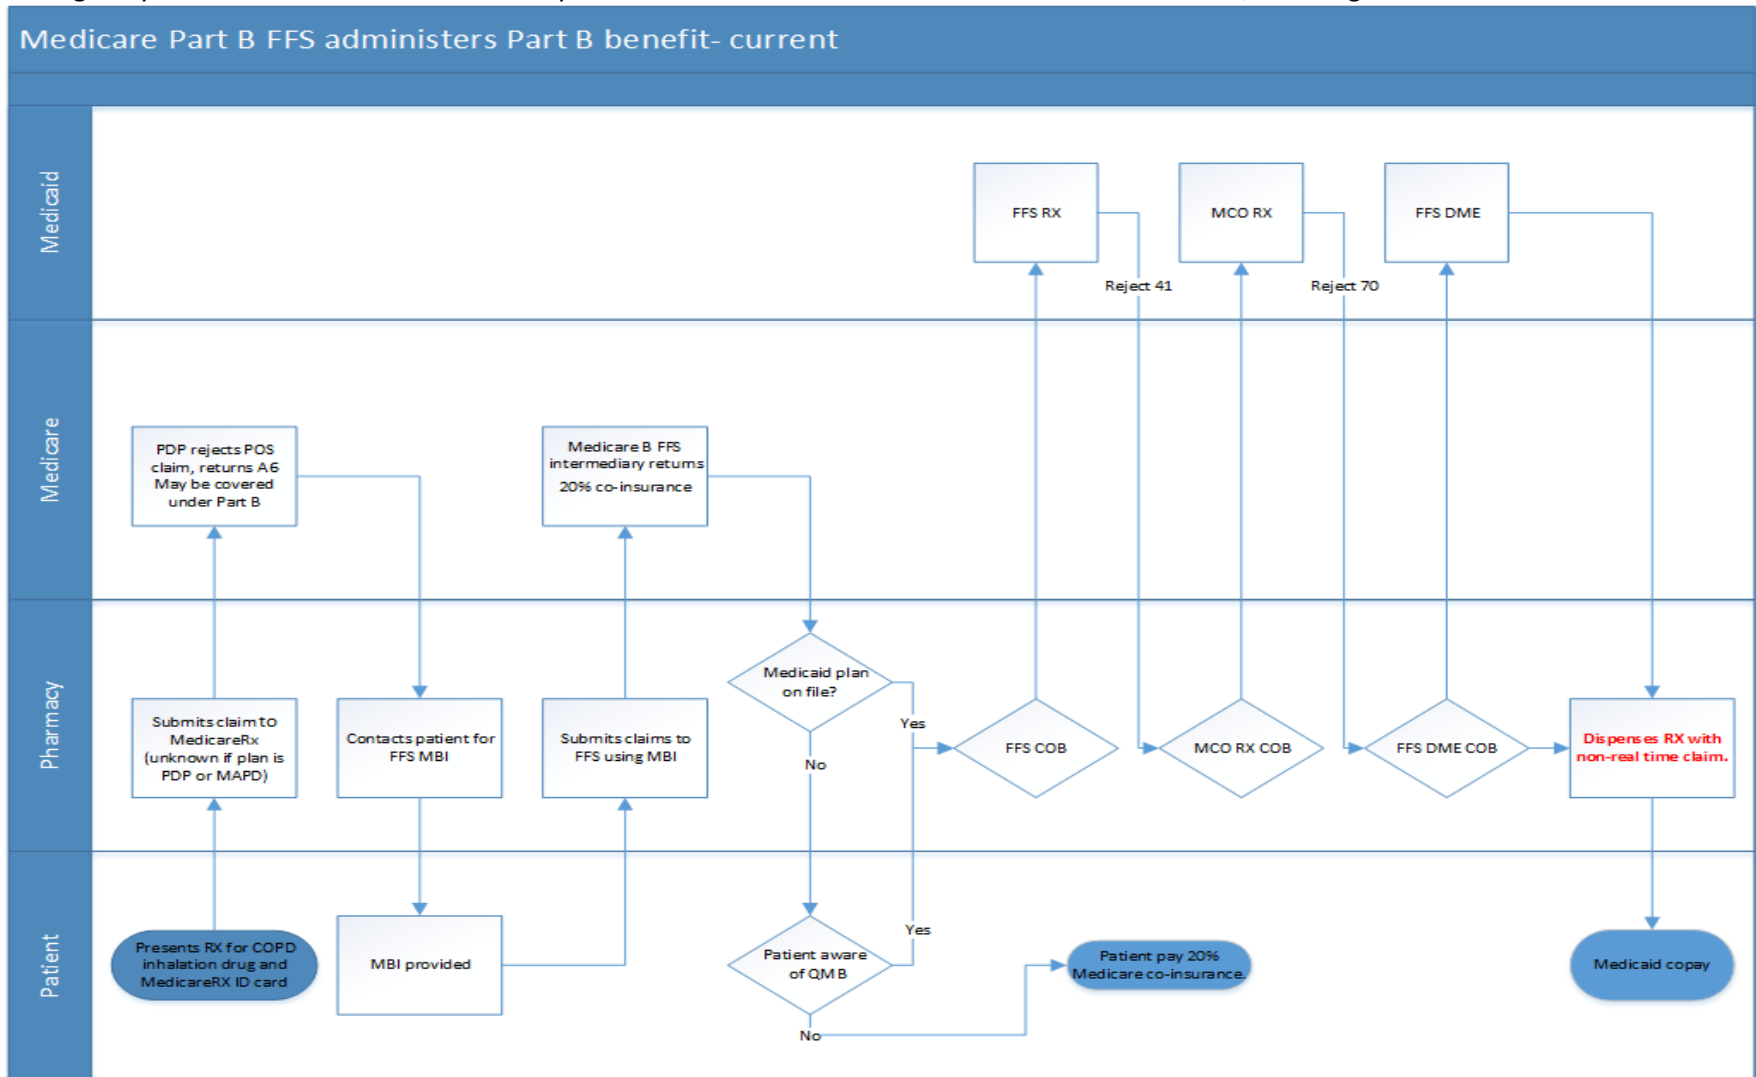 Medicare Part B FFS administers Part B benefit- current
Medicaid
FFS RX
MCO RX
FFS DME
Reject 41
Reject 70
Medicare
PDP rejects POS
claim, returns A6
May be covered
under Part B
Medicare B FFS
intermediary returns
20% co-insurance
Pharmacy
Submits claim to
MedicareRx
(unknown if plan is
PDP or MAPD)
Contacts patient for
FFS MBI
Submits claims to
FFS using MBI
Medicaid plan
on file?
Yes
No
FFS COB
MCO RX COB
FFS DME COB
Dispenses RX with
non-real time claim.
Patient
Presents RX for COPD
inhalation drug and
MedicareRX ID card
MBI provided
Patient aware
of QMB
Yes
No
Patient pay 20%
Medicare co-insurance.
Medicaid copay